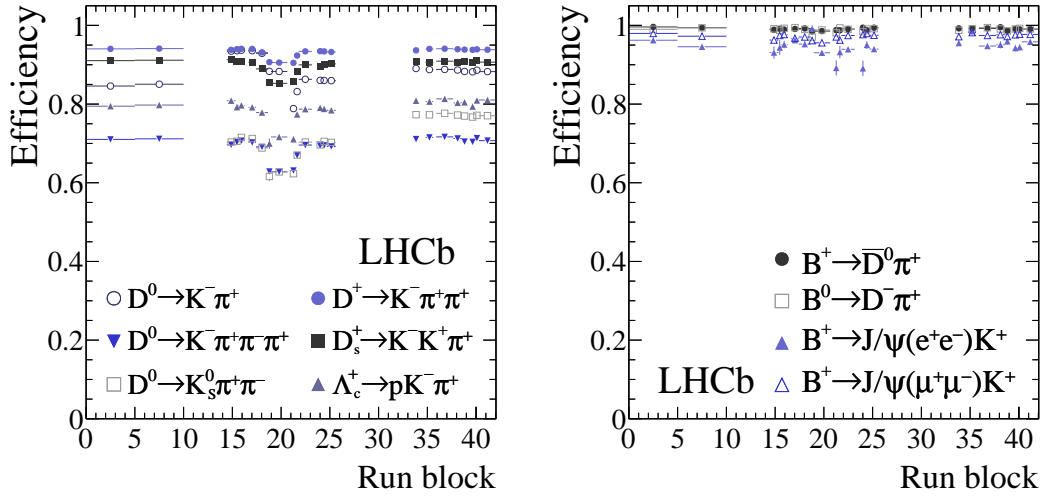 Efficiency
1
0.8
0.6
0.4
0.2
0
LHCb
D⁰→K⁻π⁺
D⁰→K⁻π⁺π⁻π⁺
D⁰→K⁰ₛπ⁺π⁻
D⁺→K⁻π⁺π⁺
D⁺ₛ→K⁻K⁺π⁺
Λ⁺c→pK⁻π⁺
0 5 10 15 20 25 30 35 40
Run block
Efficiency
1
0.8
0.6
0.4
0.2
0
B⁺→D̅⁰π⁺
B⁰→D⁻π⁺
B⁺→J/ψ(e⁺e⁻)K⁺
B⁺→J/ψ(μ⁺μ⁻)K⁺
LHCb
0 5 10 15 20 25 30 35 40
Run block